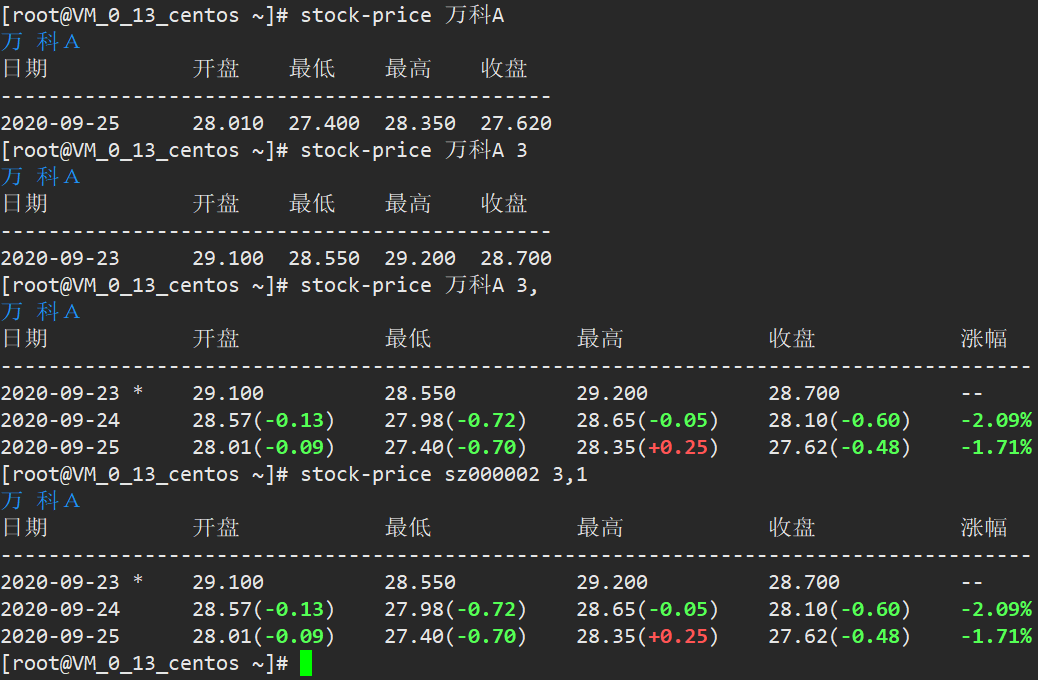 [root@VM_0_13_centos ~]# stock-price 万科A
万 科Ａ
日期 开盘 最低 最高 收盘
----------------------------------------------
2020-09-25 28.010 27.400 28.350 27.620
[root@VM_0_13_centos ~]# stock-price 万科A 3
万 科Ａ
日期 开盘 最低 最高 收盘
----------------------------------------------
2020-09-23 29.100 28.550 29.200 28.700
[root@VM_0_13_centos ~]# stock-price 万科A 3,
万 科Ａ
日期 开盘 最低 最高 收盘 涨幅
--------------------------------------------------------------------------------------
2020-09-23 * 29.100 28.550 29.200 28.700 --
2020-09-24 28.57(-0.13) 27.98(-0.72) 28.65(-0.05) 28.10(-0.60) -2.09%
2020-09-25 28.01(-0.09) 27.40(-0.70) 28.35(+0.25) 27.62(-0.48) -1.71%
[root@VM_0_13_centos ~]# stock-price sz000002 3,1
万 科Ａ
日期 开盘 最低 最高 收盘 涨幅
--------------------------------------------------------------------------------------
2020-09-23 * 29.100 28.550 29.200 28.700 --
2020-09-24 28.57(-0.13) 27.98(-0.72) 28.65(-0.05) 28.10(-0.60) -2.09%
2020-09-25 28.01(-0.09) 27.40(-0.70) 28.35(+0.25) 27.62(-0.48) -1.71%
[root@VM_0_13_centos ~]#